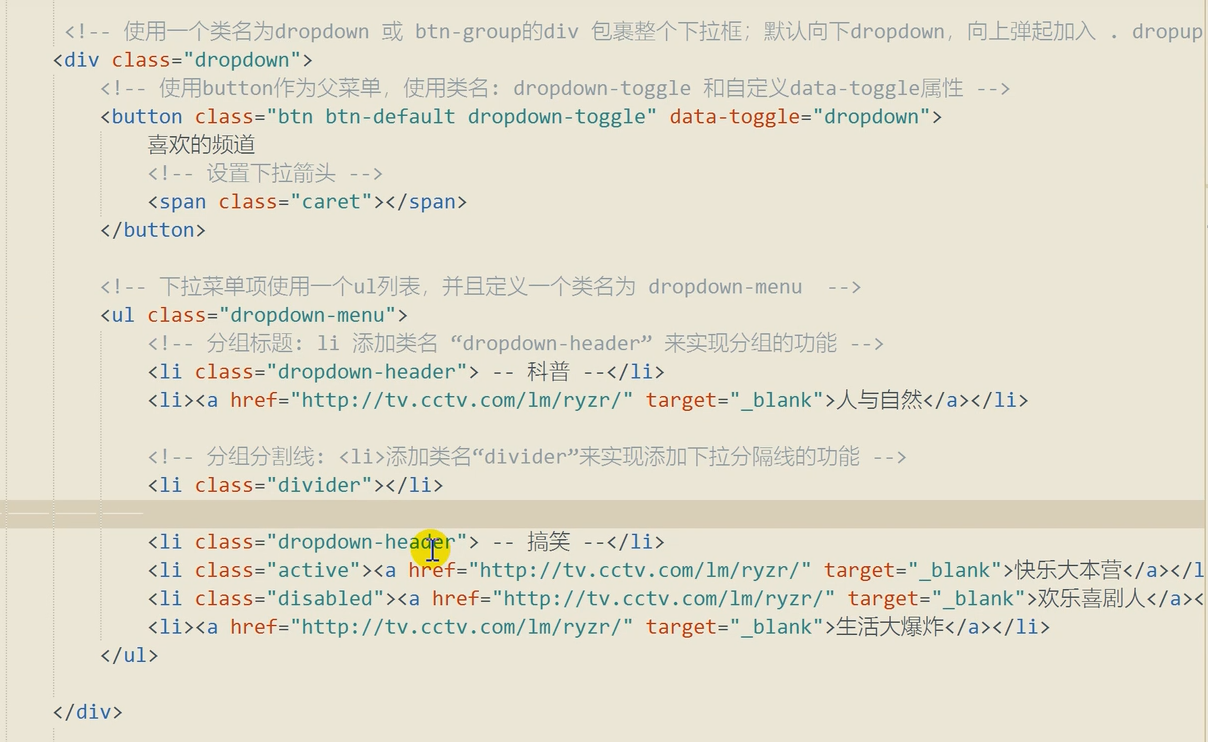 <!-- 使用一个类名为dropdown 或 btn-group的div 包裹整个下拉框；默认向下dropdown，向上弹起加入 . dropup
<div class="dropdown">
<!-- 使用button作为父菜单，使用类名: dropdown-toggle 和自定义data-toggle属性 -->
<button class="btn btn-default dropdown-toggle" data-toggle="dropdown">
喜欢的频道
<!-- 设置下拉箭头 -->
<span class="caret"></span>
</button>
<!-- 下拉菜单项使用一个ul列表，并且定义一个类名为 dropdown-menu  -->
<ul class="dropdown-menu">
<!-- 分组标题: li 添加类名 “dropdown-header” 来实现分组的功能 -->
<li class="dropdown-header"> -- 科普 --</li>
<li><a href="http://tv.cctv.com/lm/ryzr/" target="_blank">人与自然</a></li>
<!-- 分组分割线: <li>添加类名“divider”来实现添加下拉分隔线的功能 -->
<li class="divider"></li>
<li class="dropdown-header"> -- 搞笑 --</li>
<li class="active"><a href="http://tv.cctv.com/lm/ryzr/" target="_blank">快乐大本营</a></l
<li class="disabled"><a href="http://tv.cctv.com/lm/ryzr/" target="_blank">欢乐喜剧人</a><
<li><a href="http://tv.cctv.com/lm/ryzr/" target="_blank">生活大爆炸</a></li>
</ul>
</div>